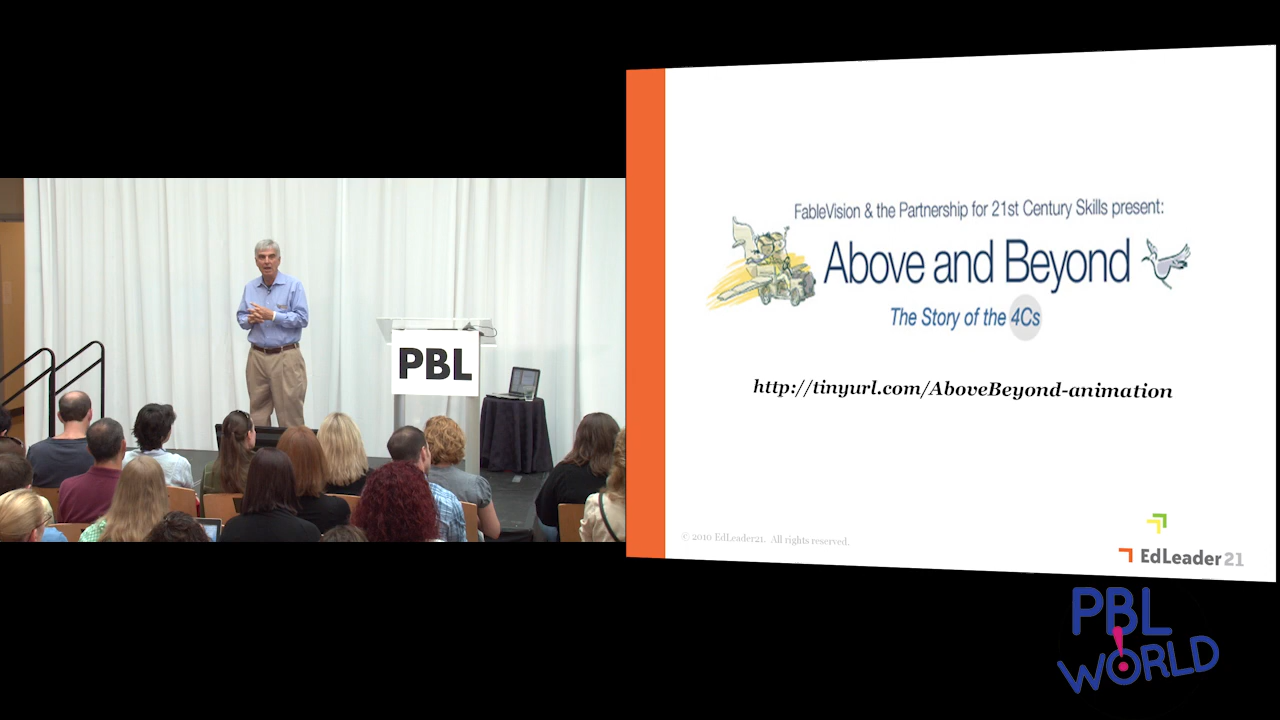 PBL
FableVision & the Partnership for 21st Century Skills present:
Above and Beyond
The Story of the 4Cs
http://tinyurl.com/AboveBeyond-animation
© 2010 EdLeader21. All rights reserved.
EdLeader21
PBL
WORLD